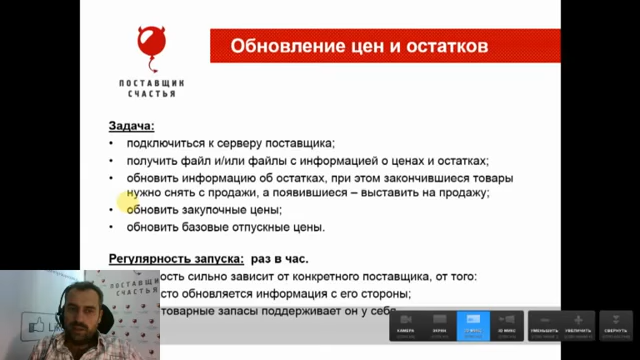 Обновление цен и остатков
ПОСТАВЩИК
СЧАСТЬЯ
Задача:
• подключиться к серверу поставщика;
• получить файл и/или файлы с информацией о ценах и остатках;
• обновить информацию об остатках, при этом закончившиеся товары
нужно снять с продажи, а появившиеся – выставить на продажу;
• обновить закупочные цены;
• обновить базовые отпускные цены.
Регулярность запуска: раз в час.
ость сильно зависит от конкретного поставщика, от того:
сто обновляется информация с его стороны;
товарные запасы поддерживает он у себя
КАМЕРА
ЭКРАН
УМЕНЬШИТЬ
УВЕЛИЧИТЬ
СВЕРНУТЬ